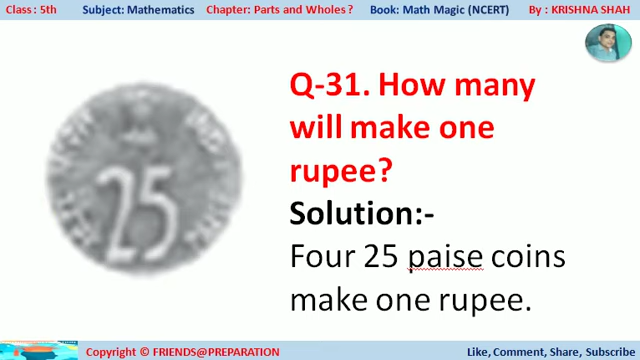 Class : 5th Subject: Mathematics Chapter: Parts and Wholes ? Book: Math Magic (NCERT) By : KRISHNA SHAH
25
Q-31. How many
will make one
rupee?
Solution:-
Four 25 paise coins
make one rupee.
Copyright © FRIENDS@PREPARATION Like, Comment, Share, Subscribe